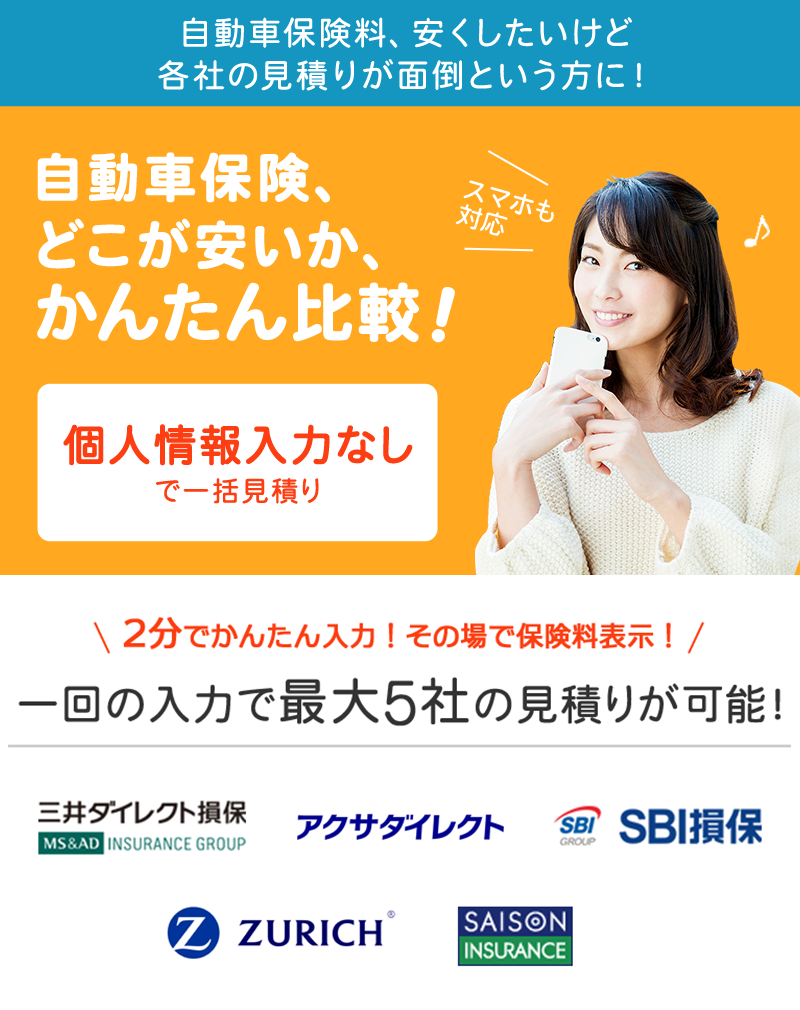 自動車保険料、安くしたいけど
各社の見積りが面倒という方に!
自動車保険、
どこが安いか、
かんたん比較!
スマホも
対応
個人情報入力なし
で一括見積り
2分でかんたん入力!その場で保険料表示!
一回の入力で最大5社の見積りが可能!
三井ダイレクト損保
MS&AD INSURANCE GROUP
アクサダイレクト
SBI
GROUP
SBI損保
Z ZURICH®
SAISON
INSURANCE